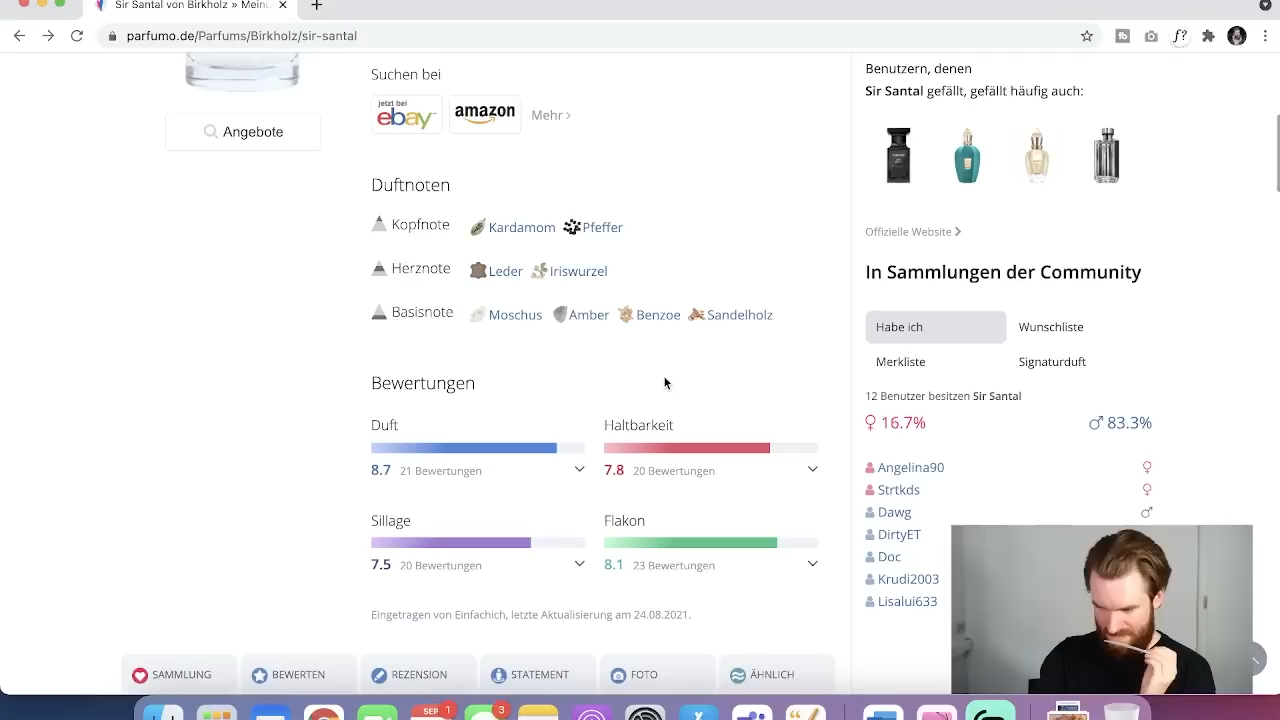 Sir Santal von Birkholz » Mein
parfumo.de/Parfums/Birkholz/sir-santal
f?
Suchen bei
jetzt bei
ebay
amazon
Mehr
Angebote
Duftnoten
Kopfnote
Kardamom
Pfeffer
Herznote
Leder
Iriswurzel
Basisnote
Moschus
Amber
Benzoe
Sandelholz
Bewertungen
Duft
8.7 21 Bewertungen
Haltbarkeit
7.8 20 Bewertungen
Sillage
7.5 20 Bewertungen
Flakon
8.1 23 Bewertungen
Eingetragen von Einfachich, letzte Aktualisierung am 24.08.2021.
SAMMLUNG
BEWERTEN
REZENSION
STATEMENT
FOTO
ÄHNLICH
Benutzern, denen
Sir Santal gefällt, gefällt häufig auch:
Offizielle Website
In Sammlungen der Community
Habe ich
Wunschliste
Merkliste
Signaturduft
12 Benutzer besitzen Sir Santal
16.7%
83.3%
Angelina90
Strtkds
Dawg
DirtyET
Doc
Krudi2003
Lisalui633
SEP
1
3